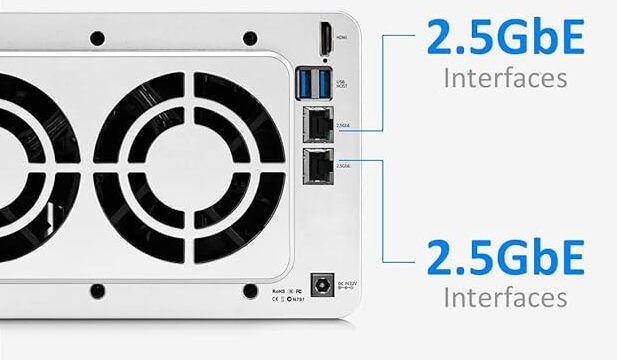 2.5GbE
Interfaces
HDMI
USB
HOST
2.5GbE
2.5GbE
2.5GbE
Interfaces
DC IN 12V
RoHS FC
CE N791